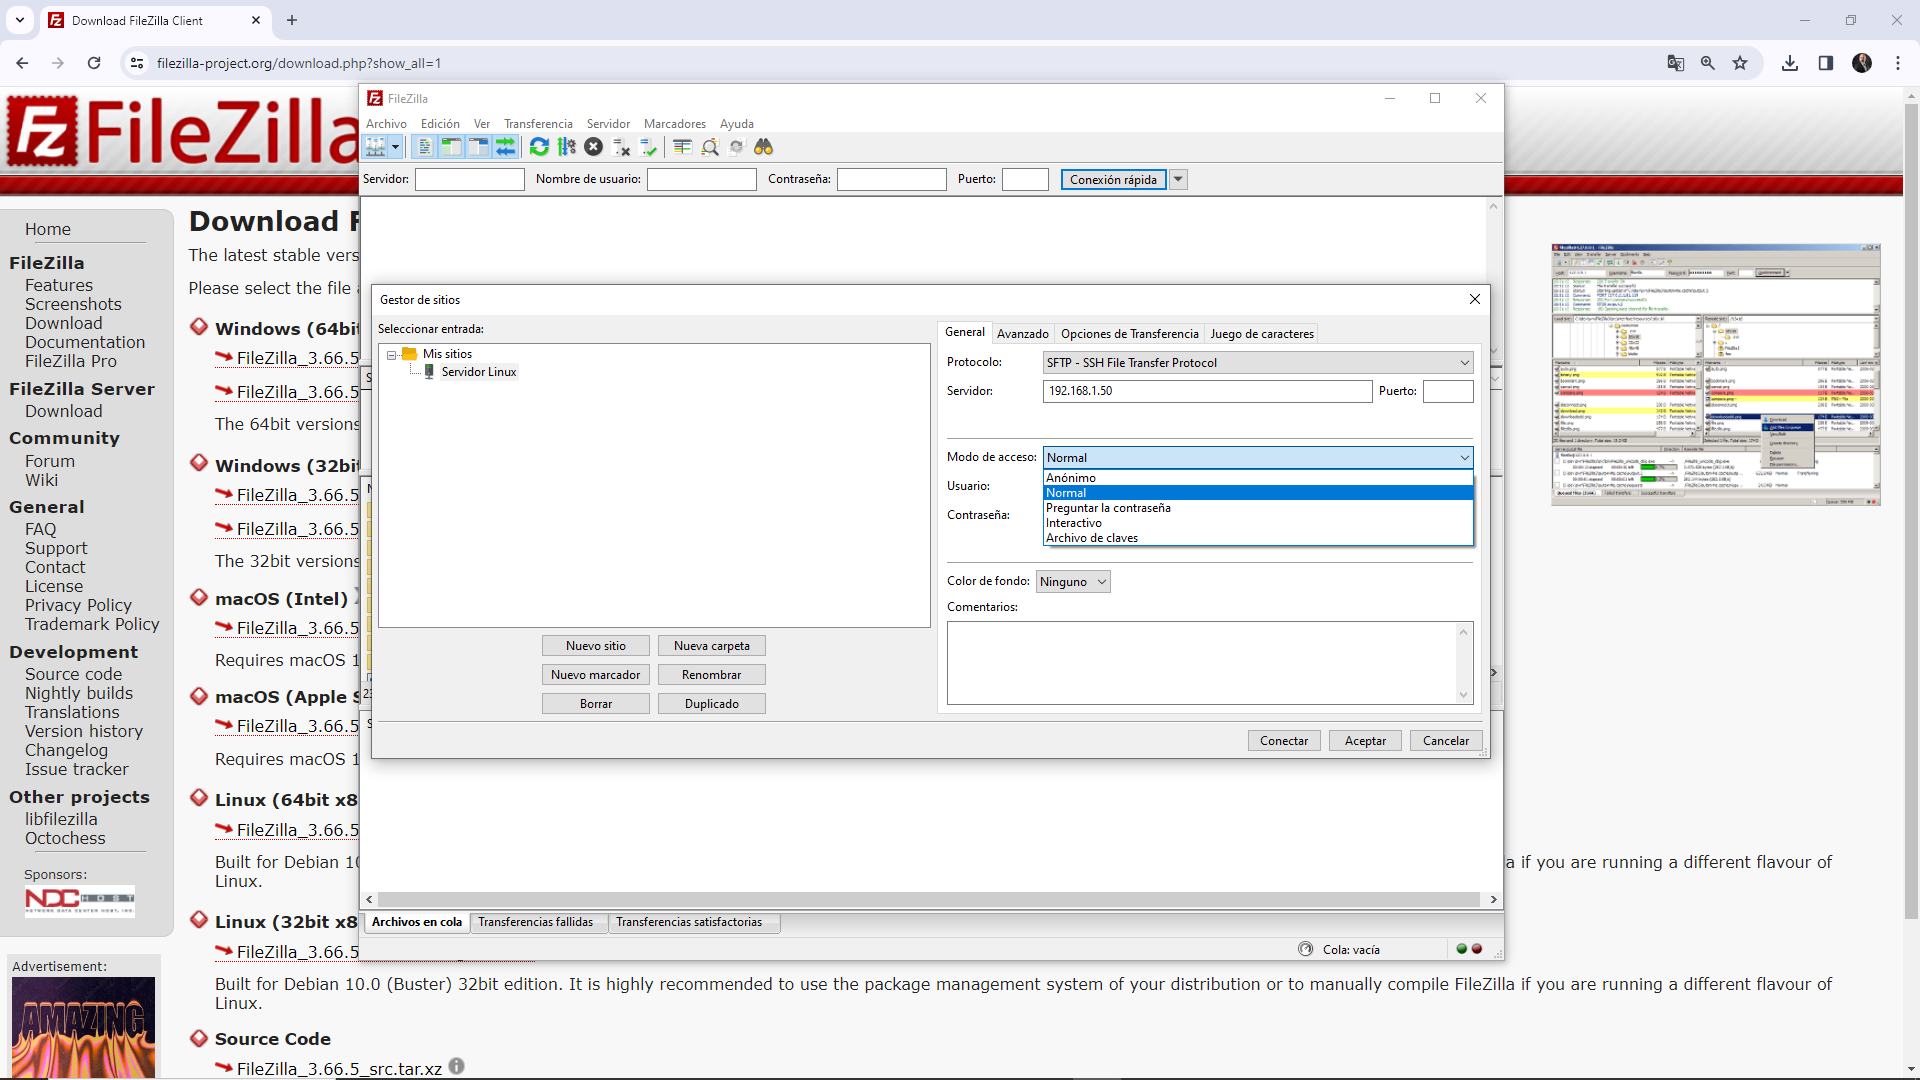 Download FileZilla Client
filezilla-project.org/download.php?show_all=1
FileZilla
Home
FileZilla
Features
Screenshots
Download
Documentation
FileZilla Pro
FileZilla Server
Download
Community
Forum
Wiki
General
FAQ
Support
Contact
License
Privacy Policy
Trademark Policy
Development
Source code
Nightly builds
Translations
Version history
Changelog
Issue tracker
Other projects
libfilezilla
Octochess
Sponsors:
NDC HOST
Advertisement:
AMAZING
Download F
The latest stable vers
Please select the file
Windows (64bit
FileZilla_3.66.5
FileZilla_3.66.5
The 64bit versions
Windows (32bit
FileZilla_3.66.5
FileZilla_3.66.5
The 32bit versions
macOS (Intel)
FileZilla_3.66.5
Requires macOS 1
macOS (Apple S
FileZilla_3.66.5
Requires macOS 1
Linux (64bit x8
FileZilla_3.66.5
Built for Debian 10
a if you are running a different flavour of
Linux.
Linux (32bit x8
FileZilla_3.66.5
Built for Debian 10.0 (Buster) 32bit edition. It is highly recommended to use the package management system of your distribution or to manually compile FileZilla if you are running a different flavour of
Linux.
Source Code
FileZilla_3.66.5_src.tar.xz
FileZilla
Archivo Edición Ver Transferencia Servidor Marcadores Ayuda
Servidor: Nombre de usuario: Contraseña: Puerto: Conexión rápida
Gestor de sitios
Seleccionar entrada:
Mis sitios
Servidor Linux
Nuevo sitio Nueva carpeta
Nuevo marcador Renombrar
Borrar Duplicado
General Avanzado Opciones de Transferencia Juego de caracteres
Protocolo: SFTP - SSH File Transfer Protocol
Servidor: 192.168.1.50 Puerto:
Modo de acceso: Normal
Anónimo
Usuario:
Normal
Preguntar la contraseña
Contraseña:
Interactivo
Archivo de claves
Color de fondo: Ninguno
Comentarios:
Conectar Aceptar Cancelar
Archivos en cola Transferencias fallidas Transferencias satisfactorias
Cola: vacía